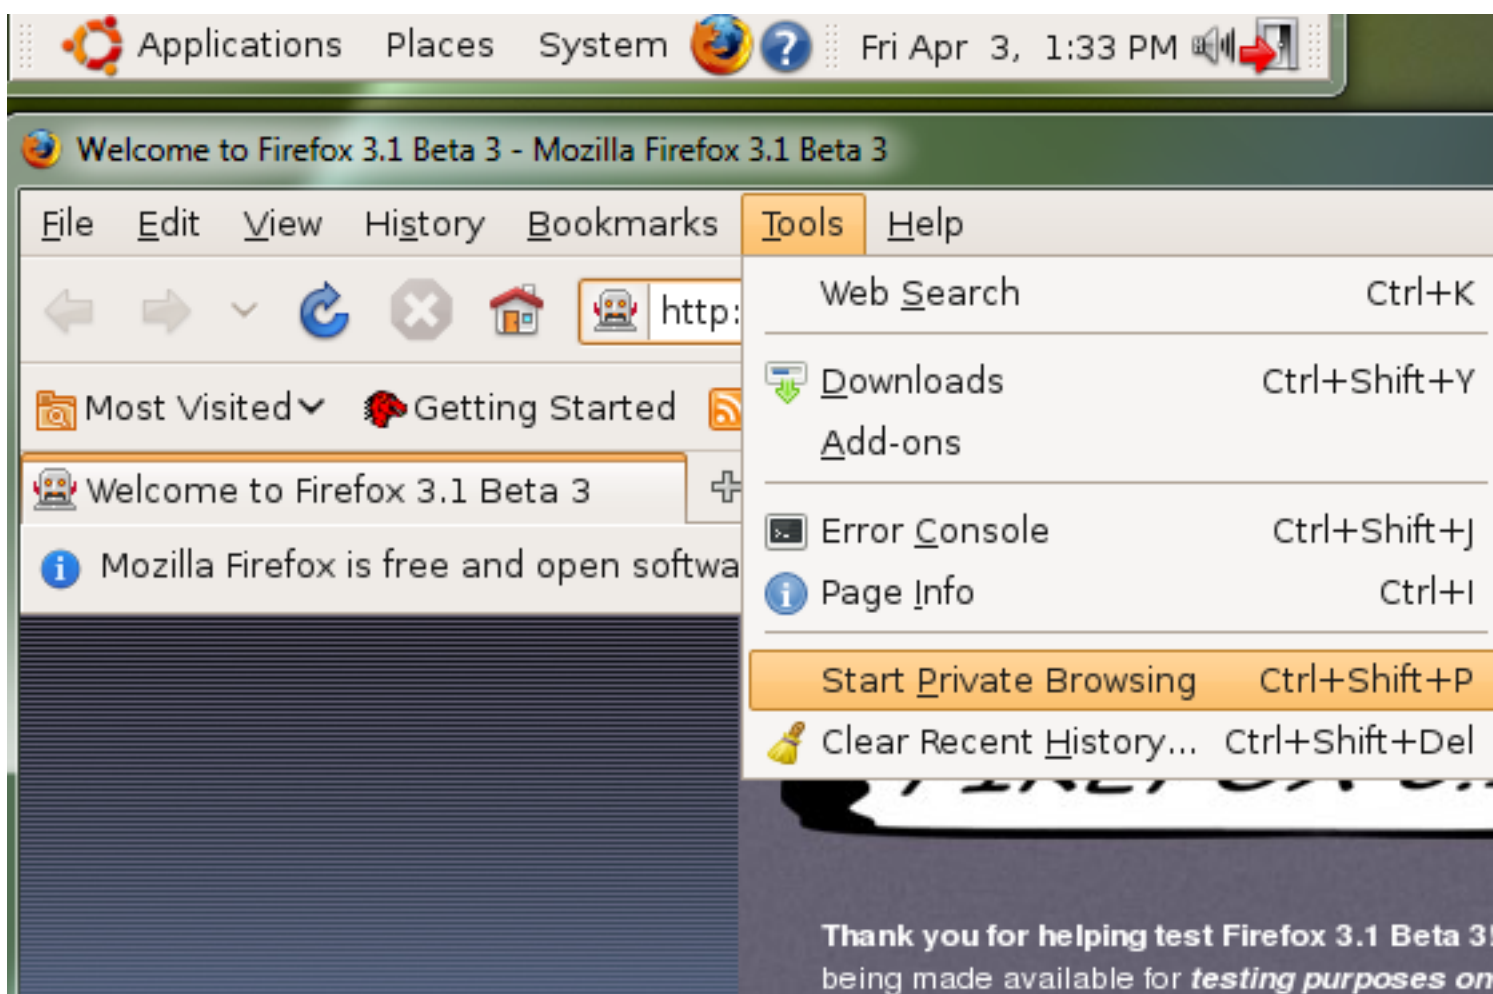 Applications Places System Fri Apr 3, 1:33 PM
Welcome to Firefox 3.1 Beta 3 - Mozilla Firefox 3.1 Beta 3
File Edit View History Bookmarks Tools Help
http:
Web Search Ctrl+K
Downloads Ctrl+Shift+Y
Add-ons
Error Console Ctrl+Shift+J
Page Info Ctrl+I
Start Private Browsing Ctrl+Shift+P
Clear Recent History... Ctrl+Shift+Del
Most Visited Getting Started
Welcome to Firefox 3.1 Beta 3
Mozilla Firefox is free and open softwa
FIREFOX
Thank you for helping test Firefox 3.1 Beta 3!
being made available for testing purposes on